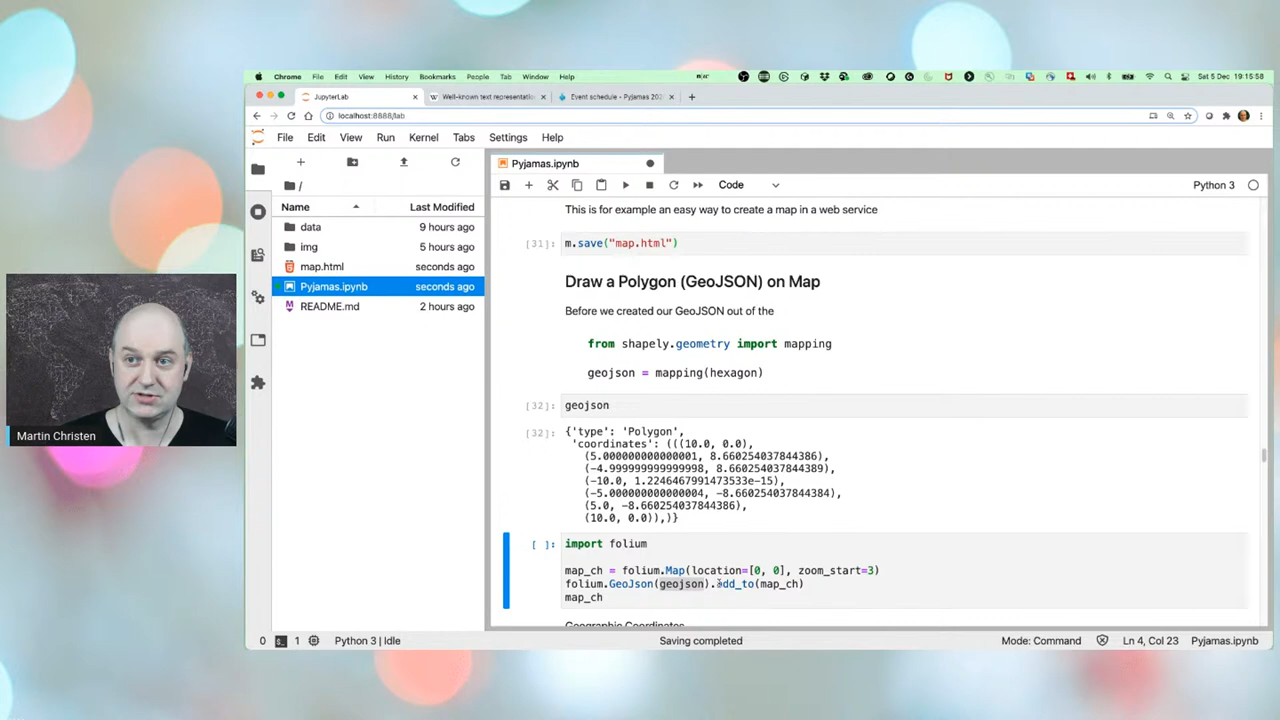 Chrome File Edit View History Bookmarks People Tab Window Help
Sat 5 Dec 19:15:58
JupyterLab
Well-known text representatio
Event schedule - Pyjamas 202
localhost:8888/lab
File Edit View Run Kernel Tabs Settings Help
Pyjamas.ipynb
Code
Python 3
/
Name
Last Modified
data
9 hours ago
img
5 hours ago
map.html
seconds ago
Pyjamas.ipynb
seconds ago
README.md
2 hours ago
This is for example an easy way to create a map in a web service
[31]: m.save("map.html")
Draw a Polygon (GeoJSON) on Map
Before we created our GeoJSON out of the
from shapely.geometry import mapping
geojson = mapping(hexagon)
[32]: geojson
[32]: {'type': 'Polygon',
'coordinates': (((10.0, 0.0),
(5.000000000000001, 8.660254037844386),
(-4.999999999999998, 8.660254037844389),
(-10.0, 1.2246467991473533e-15),
(-5.000000000000004, -8.660254037844384),
(5.0, -8.660254037844386),
(10.0, 0.0)),)}
[ ]: import folium
map_ch = folium.Map(location=[0, 0], zoom_start=3)
folium.GeoJson(geojson).add_to(map_ch)
map_ch
Geographic Coordinates
Martin Christen
0
1
Python 3 | Idle
Saving completed
Mode: Command
Ln 4, Col 23
Pyjamas.ipynb